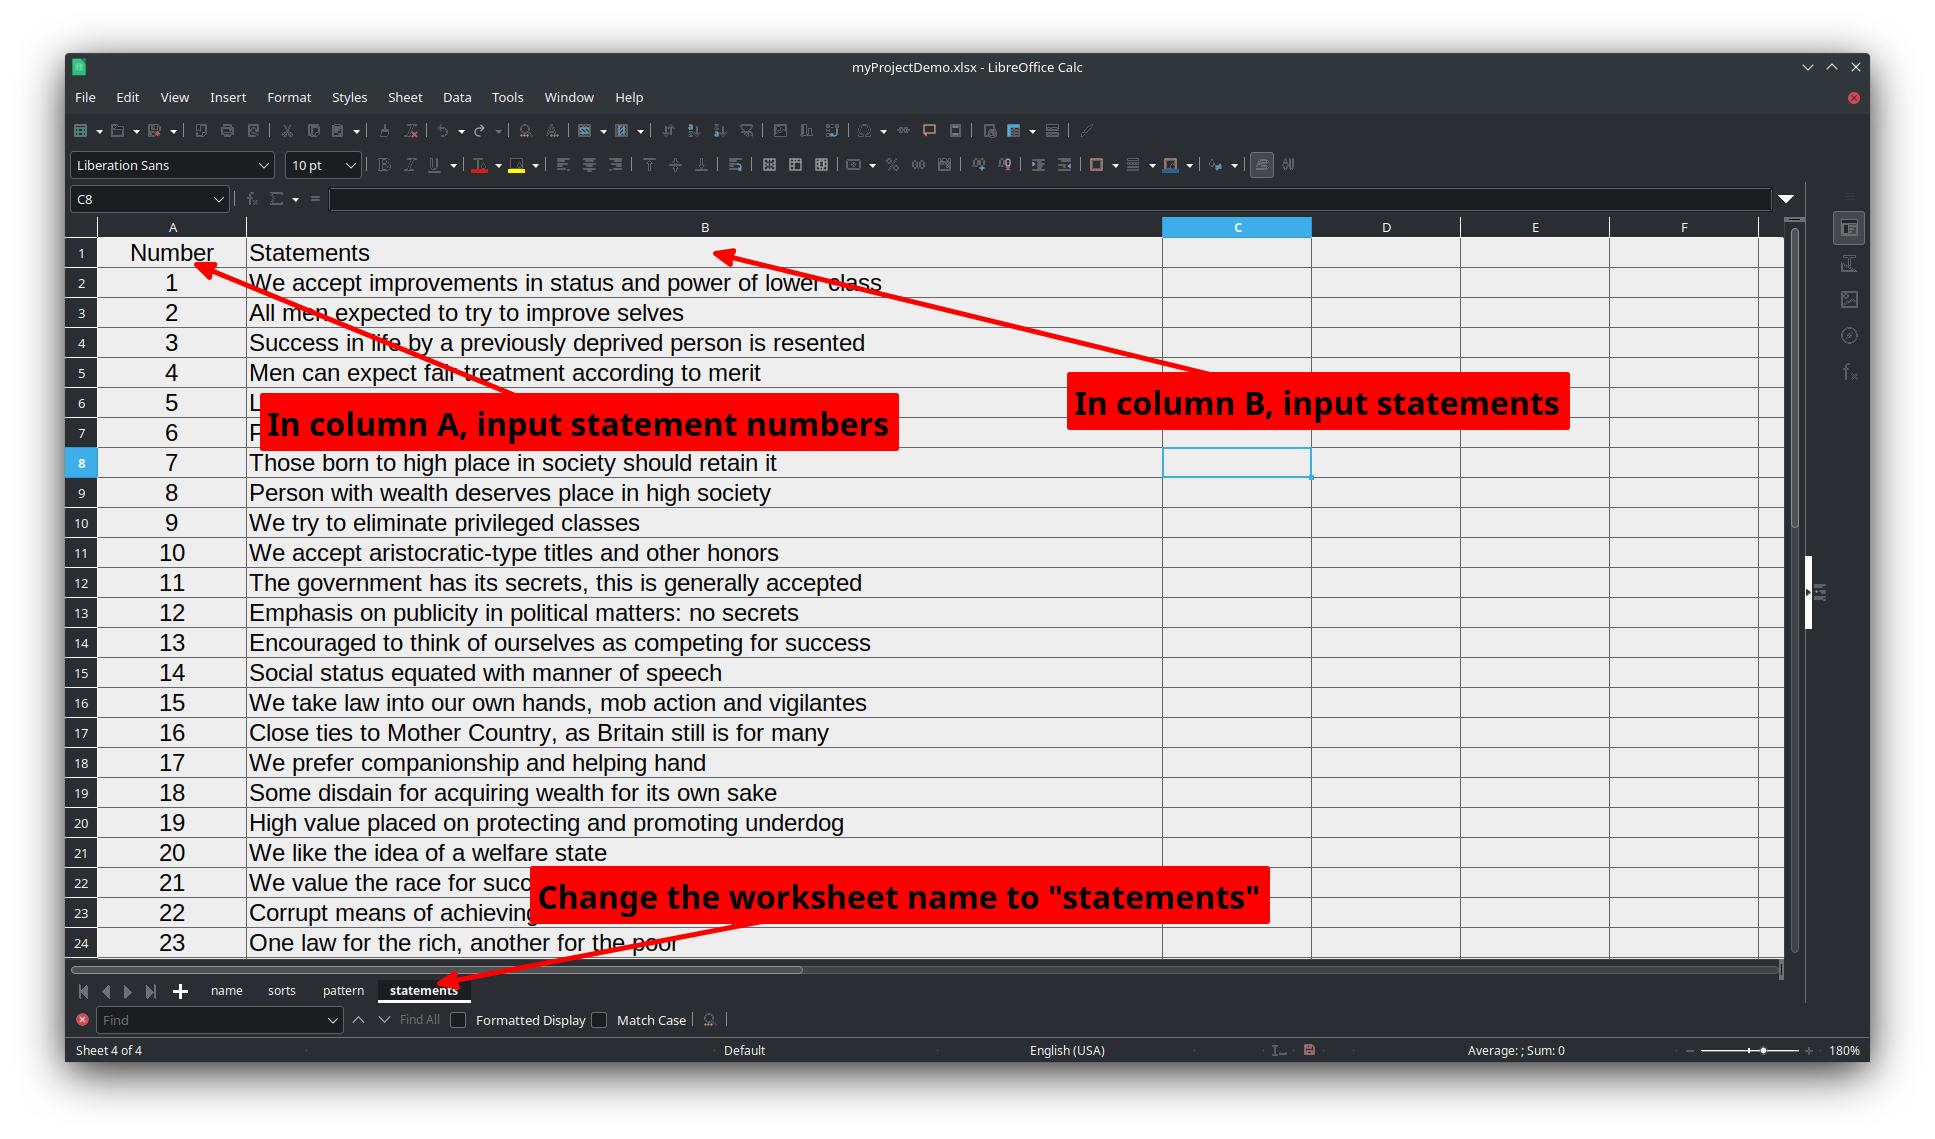 myProjectDemo.xlsx - LibreOffice Calc
File Edit View Insert Format Styles Sheet Data Tools Window Help
Liberation Sans 10 pt
C8
A B C D E F
1 Number Statements
2 1 We accept improvements in status and power of lower class
3 2 All men expected to try to improve selves
4 3 Success in life by a previously deprived person is resented
5 4 Men can expect fair treatment according to merit
6 5
In column A, input statement numbers
In column B, input statements
7 6
8 7 Those born to high place in society should retain it
9 8 Person with wealth deserves place in high society
10 9 We try to eliminate privileged classes
11 10 We accept aristocratic-type titles and other honors
12 11 The government has its secrets, this is generally accepted
13 12 Emphasis on publicity in political matters: no secrets
14 13 Encouraged to think of ourselves as competing for success
15 14 Social status equated with manner of speech
16 15 We take law into our own hands, mob action and vigilantes
17 16 Close ties to Mother Country, as Britain still is for many
18 17 We prefer companionship and helping hand
19 18 Some disdain for acquiring wealth for its own sake
20 19 High value placed on protecting and promoting underdog
21 20 We like the idea of a welfare state
22 21 We value the race for
Change the worksheet name to "statements"
23 22 Corrupt means of achieving
24 23 One law for the rich, another for the poor
name sorts pattern statements
Find Find All Formatted Display Match Case
Sheet 4 of 4 Default English (USA) Average: ; Sum: 0 180%